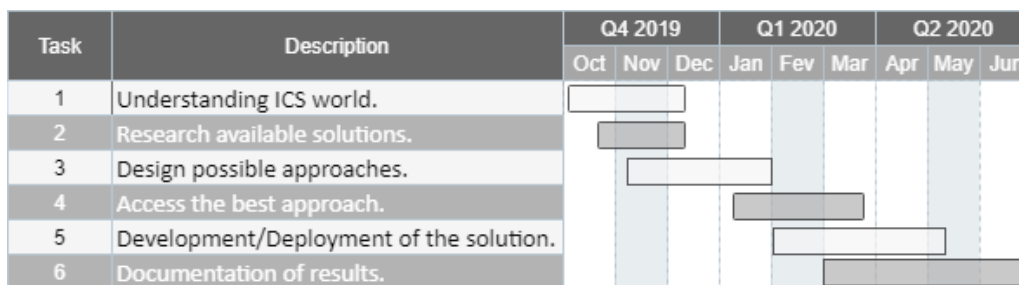 Task Description Q4 2019 Q1 2020 Q2 2020
Oct Nov Dec Jan Fev Mar Apr May Jun
1 Understanding ICS world.
2 Research available solutions.
3 Design possible approaches.
4 Access the best approach.
5 Development/Deployment of the solution.
6 Documentation of results.